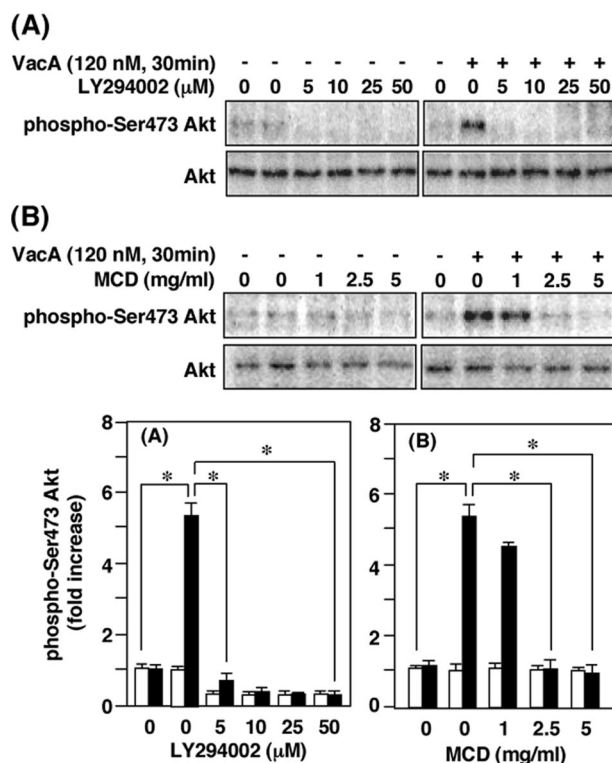 (A)
VacA (120 nM, 30min) - - - - - - - + + + + +
LY294002 (μM) 0 0 5 10 25 50 0 0 5 10 25 50
phospho-Ser473 Akt
Akt
(B)
VacA (120 nM, 30min) - - - - - - + + + +
MCD (mg/ml) 0 0 1 2.5 5 0 0 1 2.5 5
phospho-Ser473 Akt
Akt
phospho-Ser473 Akt
(fold increase)
8
6
4
2
0
(A)
* * *
0 0 5 10 25 50
LY294002 (μM)
8
6
4
2
0
(B)
* * *
0 0 1 2.5 5
MCD (mg/ml)